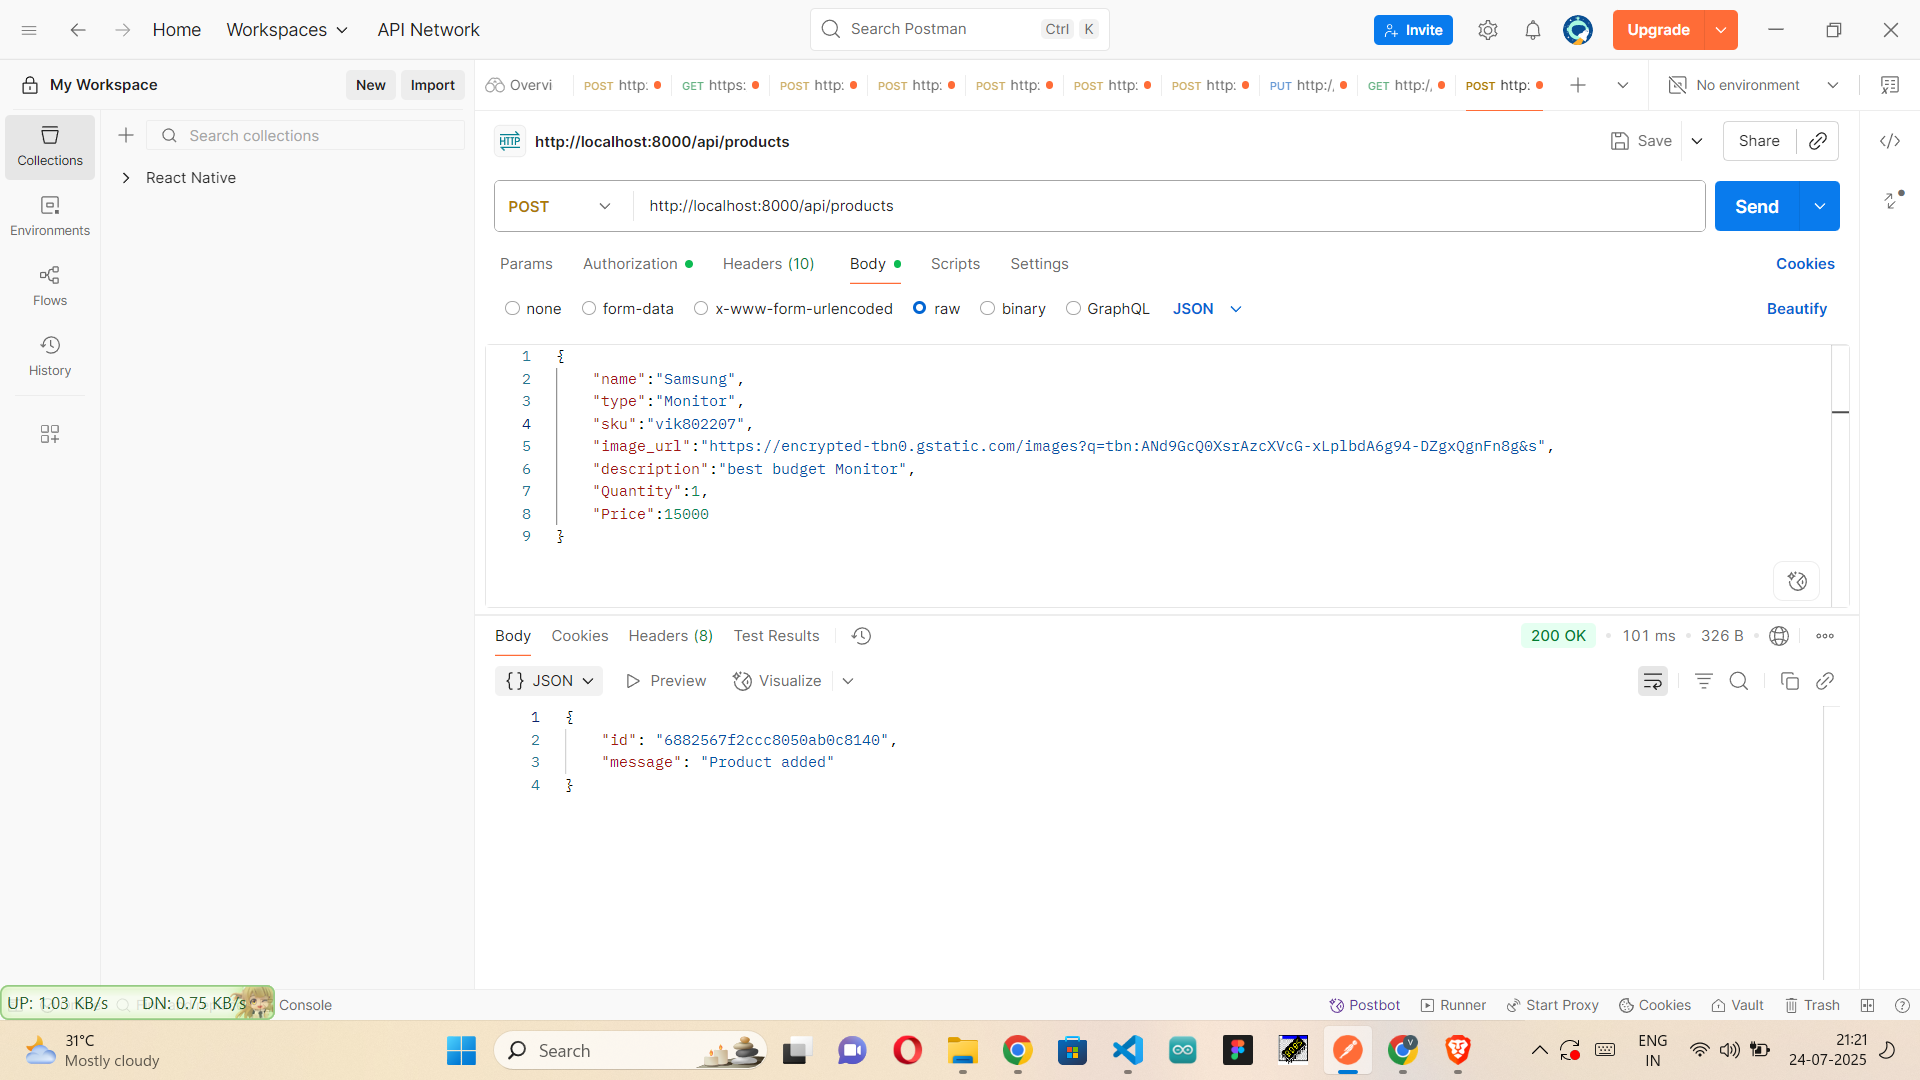 Home
Workspaces
API Network
Search Postman
Ctrl K
Invite
Upgrade
My Workspace
New
Import
Overvi
POST http:
GET https:
POST http:
POST http:
POST http:
POST http:
POST http:
PUT http:/,
GET http:/,
POST http:
No environment
Collections
Search collections
React Native
Environments
Flows
History
HTTP
http://localhost:8000/api/products
Save
Share
POST
http://localhost:8000/api/products
Send
Params
Authorization
Headers (10)
Body
Scripts
Settings
Cookies
none
form-data
x-www-form-urlencoded
raw
binary
GraphQL
JSON
Beautify
1 {
2 "name":"Samsung",
3 "type":"Monitor",
4 "sku":"vik802207",
5 "image_url":"https://encrypted-tbn0.gstatic.com/images?q=tbn:ANd9GcQ0XsrAzcXVcG-xLplbdA6g94-DZgxQgnFn8g&s",
6 "description":"best budget Monitor",
7 "Quantity":1,
8 "Price":15000
9 }
Body
Cookies
Headers (8)
Test Results
200 OK
101 ms
326 B
{} JSON
Preview
Visualize
1 {
2 "id": "6882567f2ccc8050ab0c8140",
3 "message": "Product added"
4 }
UP: 1.03 KB/s
DN: 0.75 KB/s
Console
Postbot
Runner
Start Proxy
Cookies
Vault
Trash
31°C
Mostly cloudy
Search
ENG
IN
21:21
24-07-2025